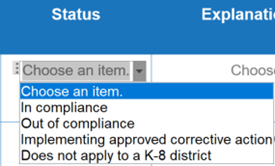 Status Explanati
Choose an item. Choose
Choose an item.
In compliance
Out of compliance
Implementing approved corrective action
Does not apply to a K-8 district